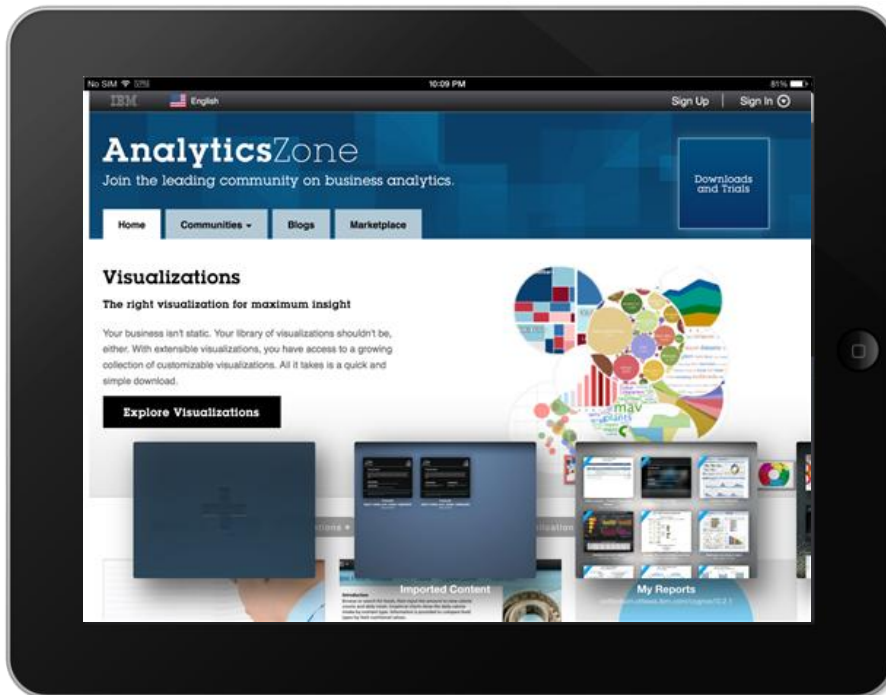 No SIM
10:09 PM
81%
IBM
English
Sign Up
Sign In
AnalyticsZone
Join the leading community on business analytics.
Downloads
and Trials
Home
Communities
Blogs
Marketplace
Visualizations
The right visualization for maximum insight
Your business isn't static. Your library of visualizations shouldn't be,
either. With extensible visualizations, you have access to a growing
collection of customizable visualizations. All it takes is a quick and
simple download.
Explore Visualizations
mav
plants
Imported Content
My Reports
Introduction